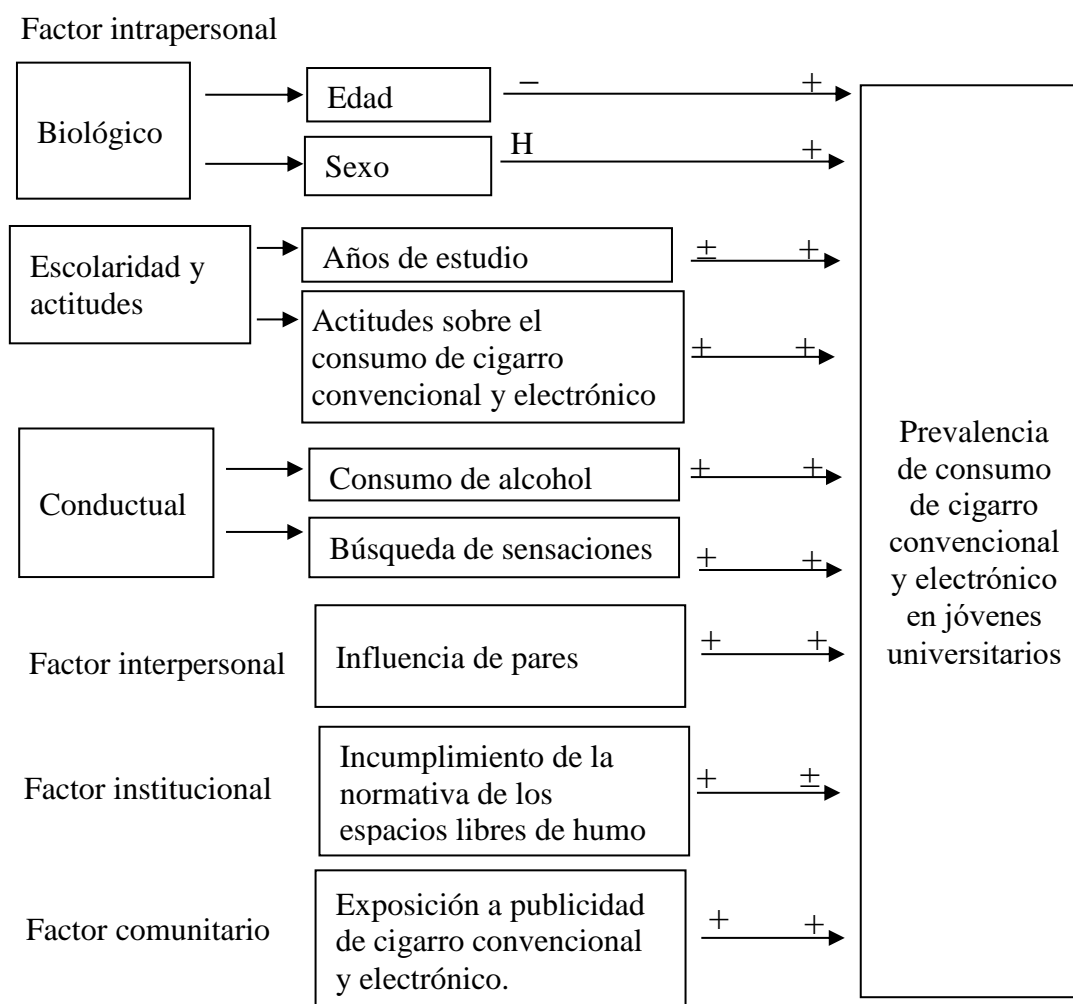 Factor intrapersonal
Biológico
Edad
− +
Sexo
H +
Escolaridad y
actitudes
Años de estudio
± +
Actitudes sobre el
consumo de cigarro
convencional y electrónico
+ +
Conductual
Consumo de alcohol
+ +
Búsqueda de sensaciones
+ +
Factor interpersonal
Influencia de pares
+ +
Factor institucional
Incumplimiento de la
normativa de los
espacios libres de humo
+ ±
Factor comunitario
Exposición a publicidad
de cigarro convencional
y electrónico.
+ +
Prevalencia
de consumo
de cigarro
convencional
y electrónico
en jóvenes
universitarios